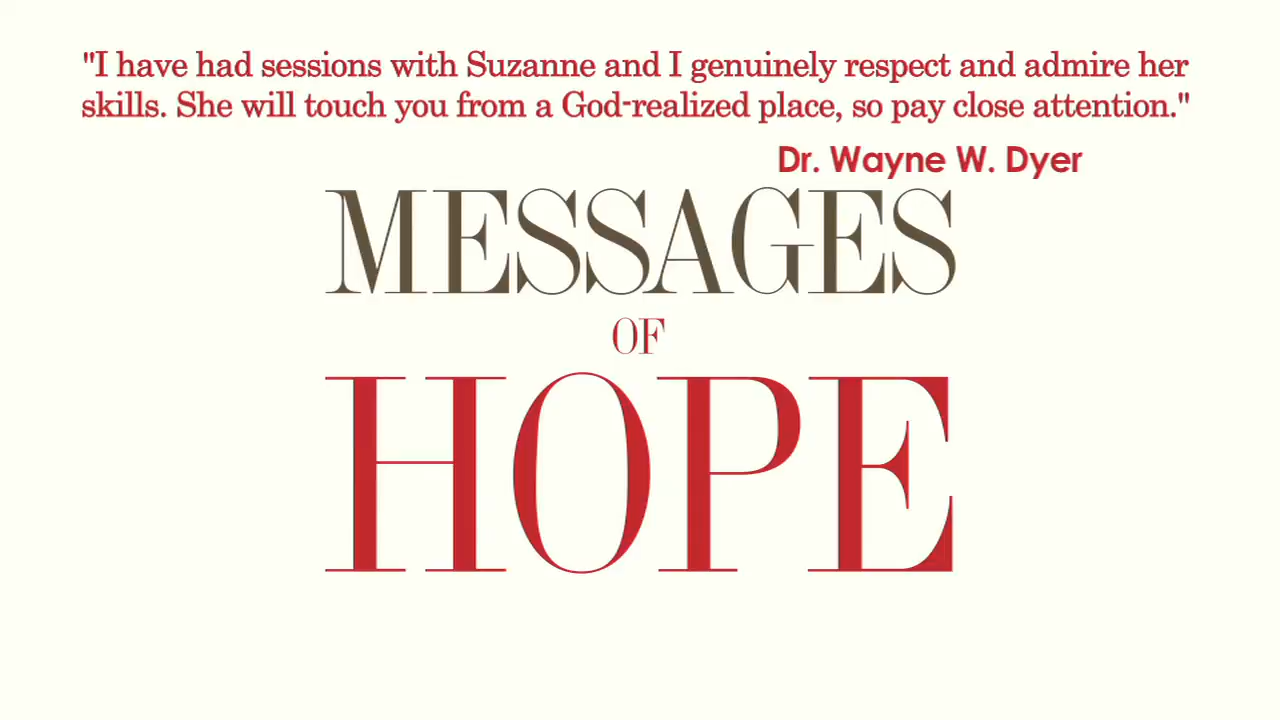 "I have had sessions with Suzanne and I genuinely respect and admire her
skills. She will touch you from a God-realized place, so pay close attention."
Dr. Wayne W. Dyer
MESSAGES
OF
HOPE